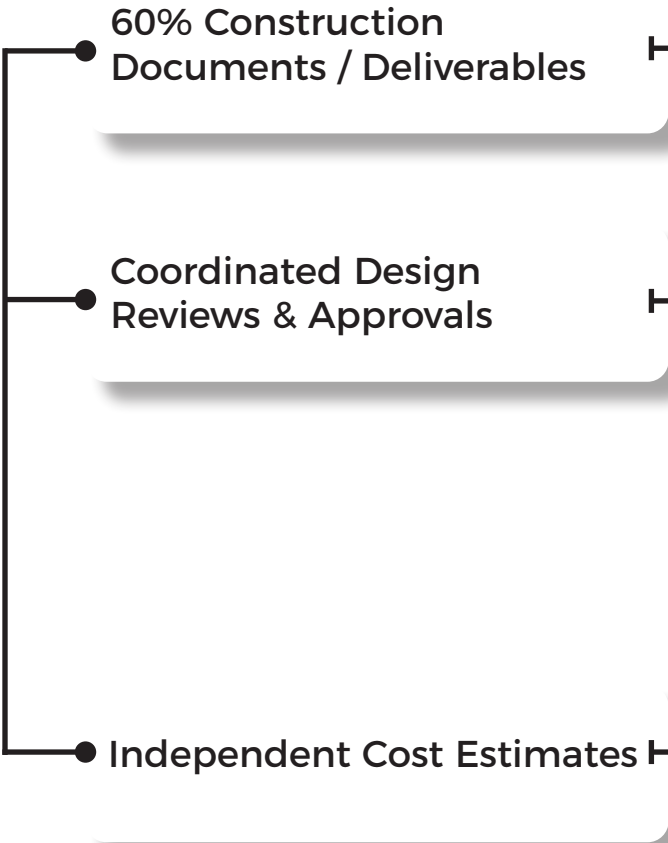 60% Construction
Documents / Deliverables
Coordinated Design
Reviews & Approvals
Independent Cost Estimates